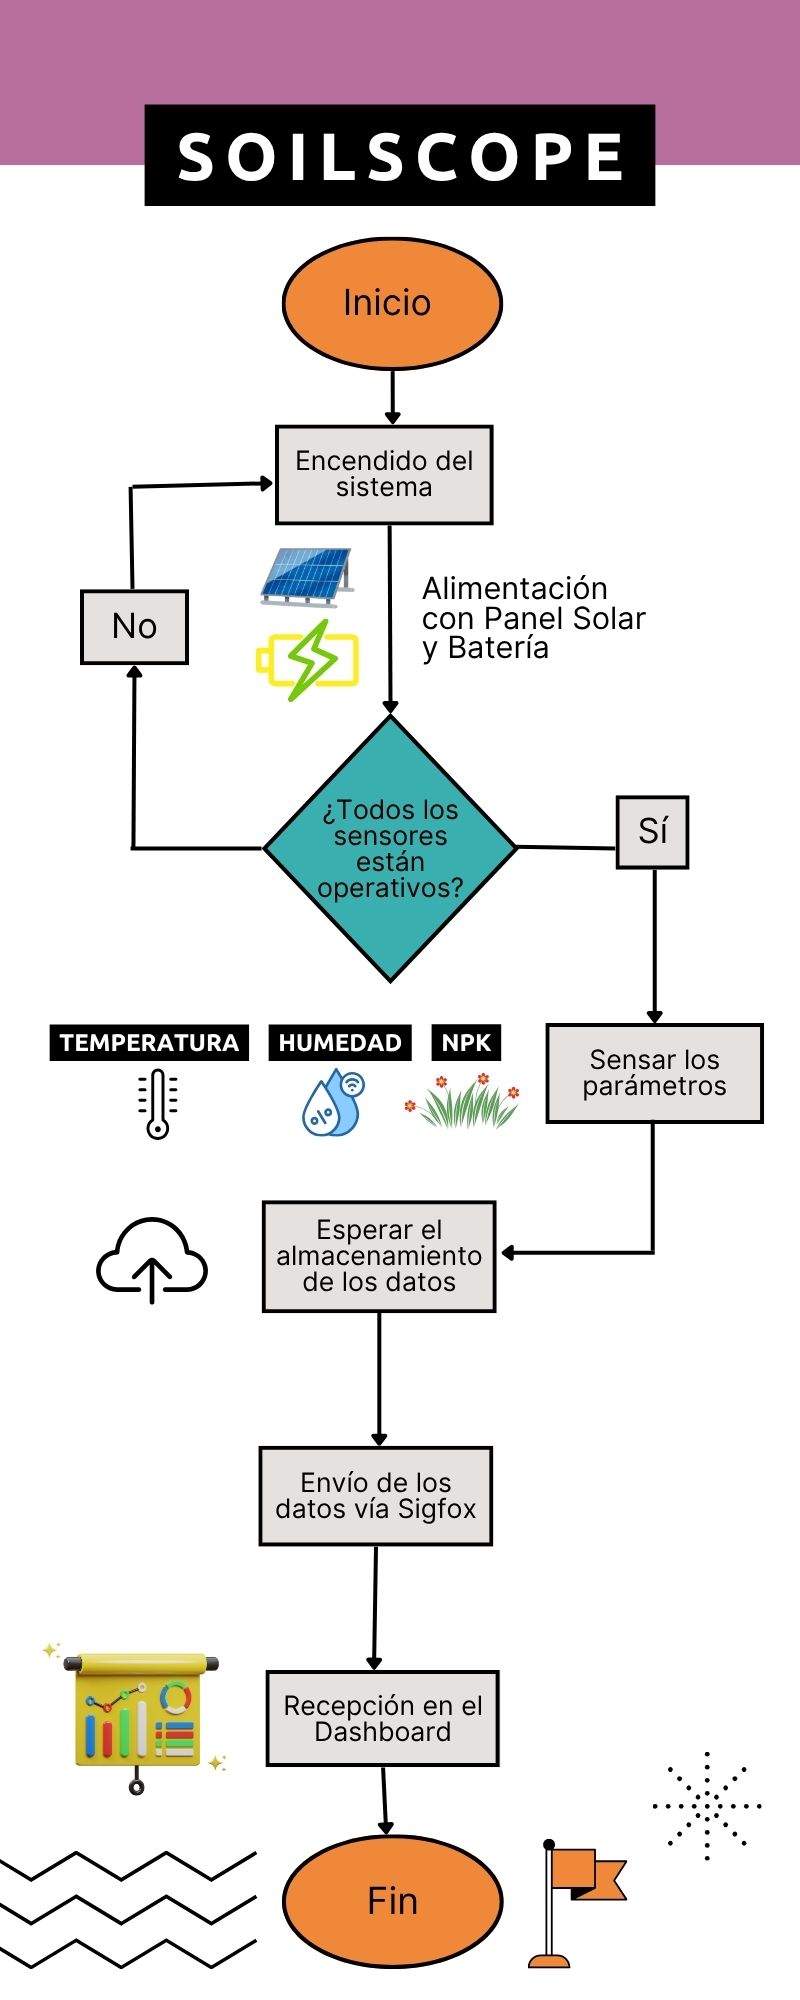 SOILSCOPE
Inicio
Encendido del
sistema
Alimentación
con Panel Solar
y Batería
No
¿Todos los
sensores
están
operativos?
Sí
TEMPERATURA
HUMEDAD
NPK
Sensar los
parámetros
%
Esperar el
almacenamiento
de los datos
Envío de los
datos vía Sigfox
Recepción en el
Dashboard
Fin